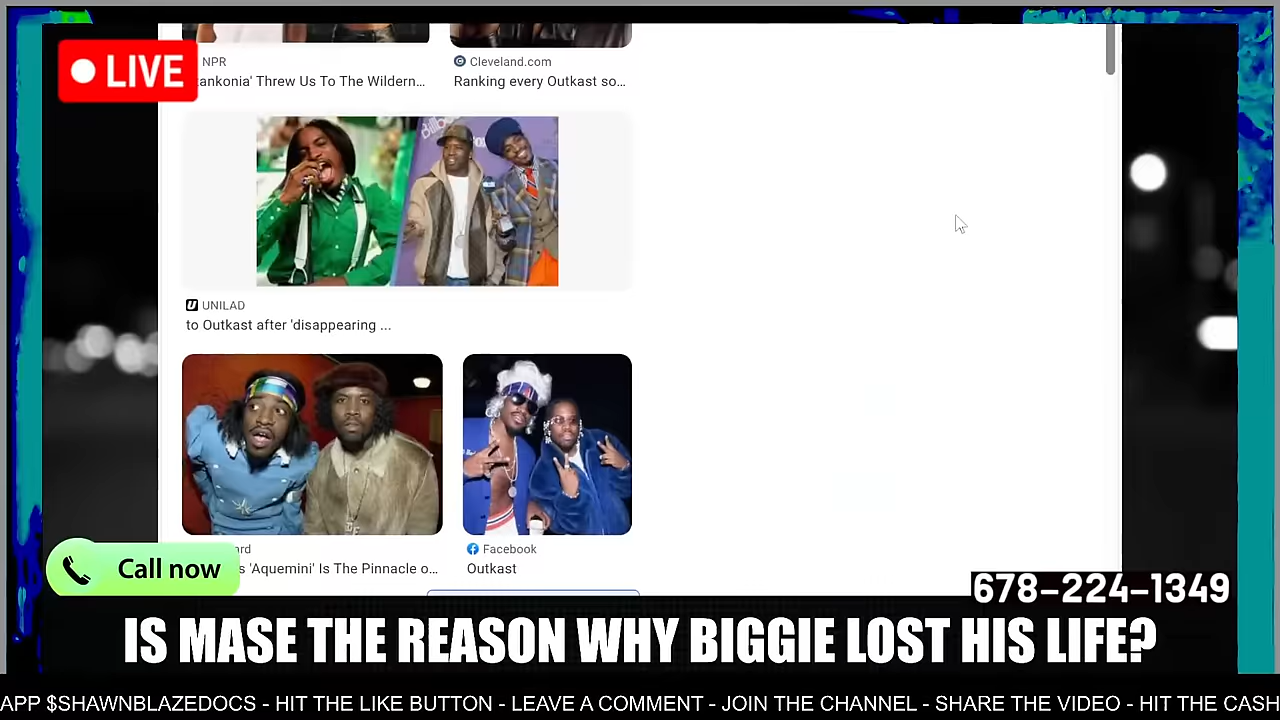 LIVE
NPR
ankonia' Threw Us To The Wildern...
Cleveland.com
Ranking every Outkast so...
UNILAD
to Outkast after 'disappearing ...
rd
s 'Aquemini' Is The Pinnacle o...
Facebook
Outkast
Call now
678-224-1349
IS MASE THE REASON WHY BIGGIE LOST HIS LIFE?
APP $SHAWNBLAZEDOCS - HIT THE LIKE BUTTON - LEAVE A COMMENT - JOIN THE CHANNEL - SHARE THE VIDEO - HIT THE CASH